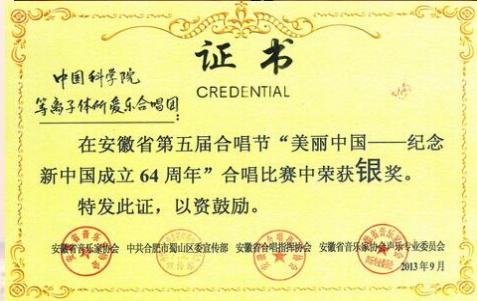 证书
CREDENTIAL
中国科学院
等离子体所爱乐合唱团：
在安徽省第五届合唱节“美丽中国——纪念
新中国成立 64 周年”合唱比赛中荣获银奖。
特发此证，以资鼓励。
安徽省音乐家协会 中共合肥市蜀山区委宣传部 安徽省合唱指挥协会 安徽省音乐家协会声乐专业委员会
2013年9月